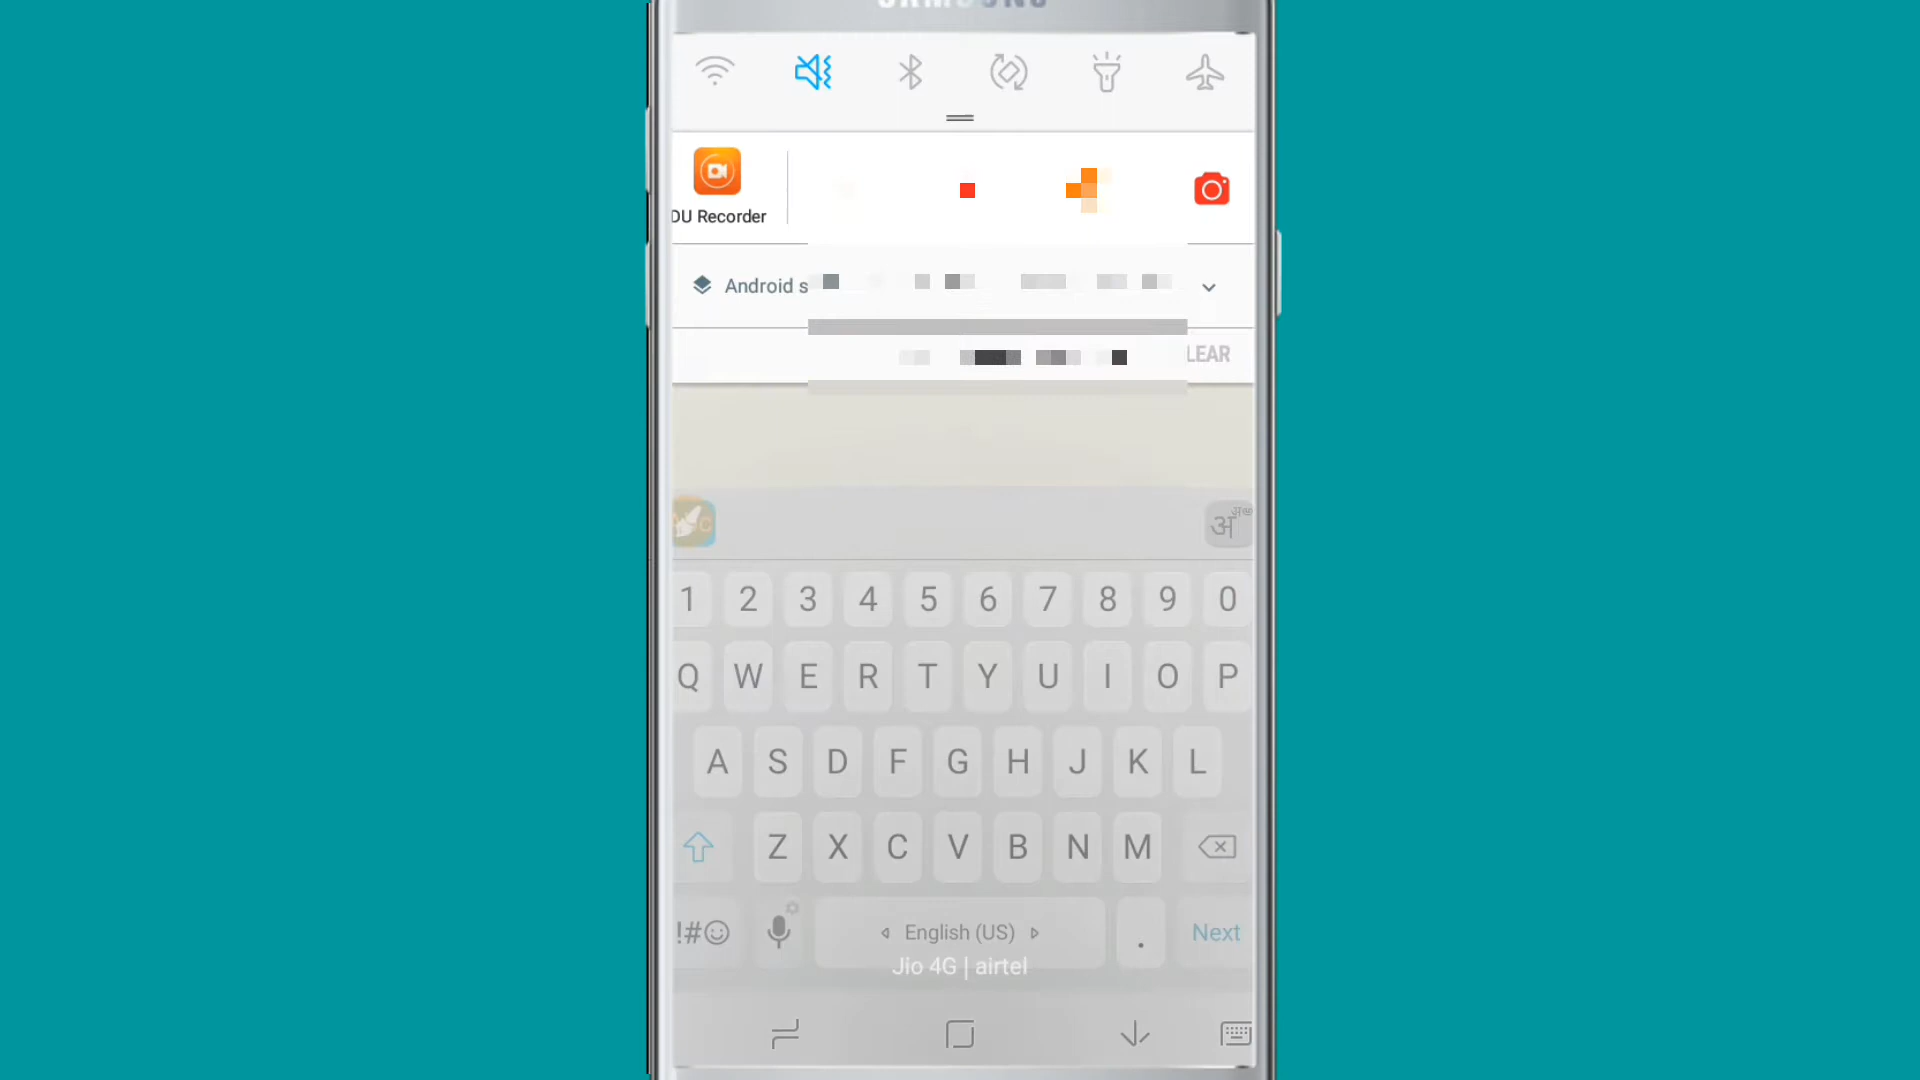 SAMSUNG
DU Recorder
Android s
LEAR
अ
1 2 3 4 5 6 7 8 9 0
Q W E R T Y U I O P
A S D F G H J K L
Z X C V B N M
!#☺ English (US) . Next
Jio 4G | airtel